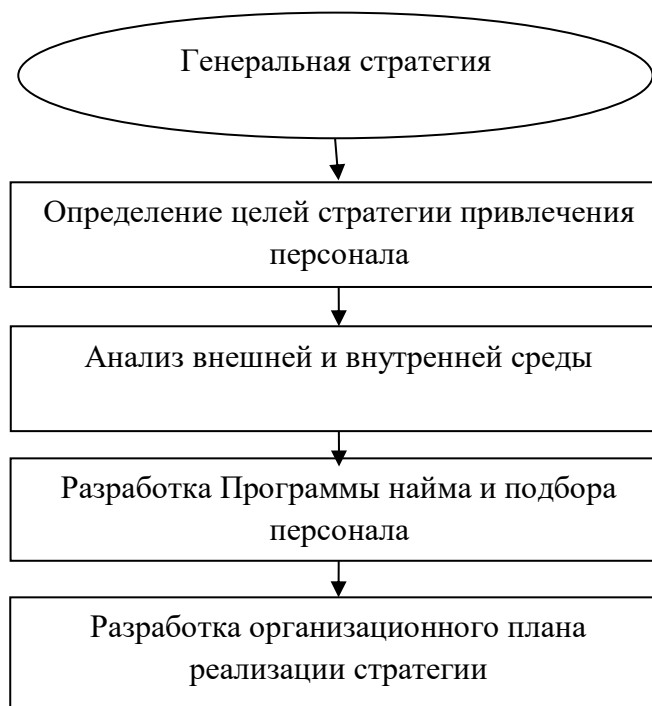 Генеральная стратегия
Определение целей стратегии привлечения
персонала
Анализ внешней и внутренней среды
Разработка Программы найма и подбора
персонала
Разработка организационного плана
реализации стратегии